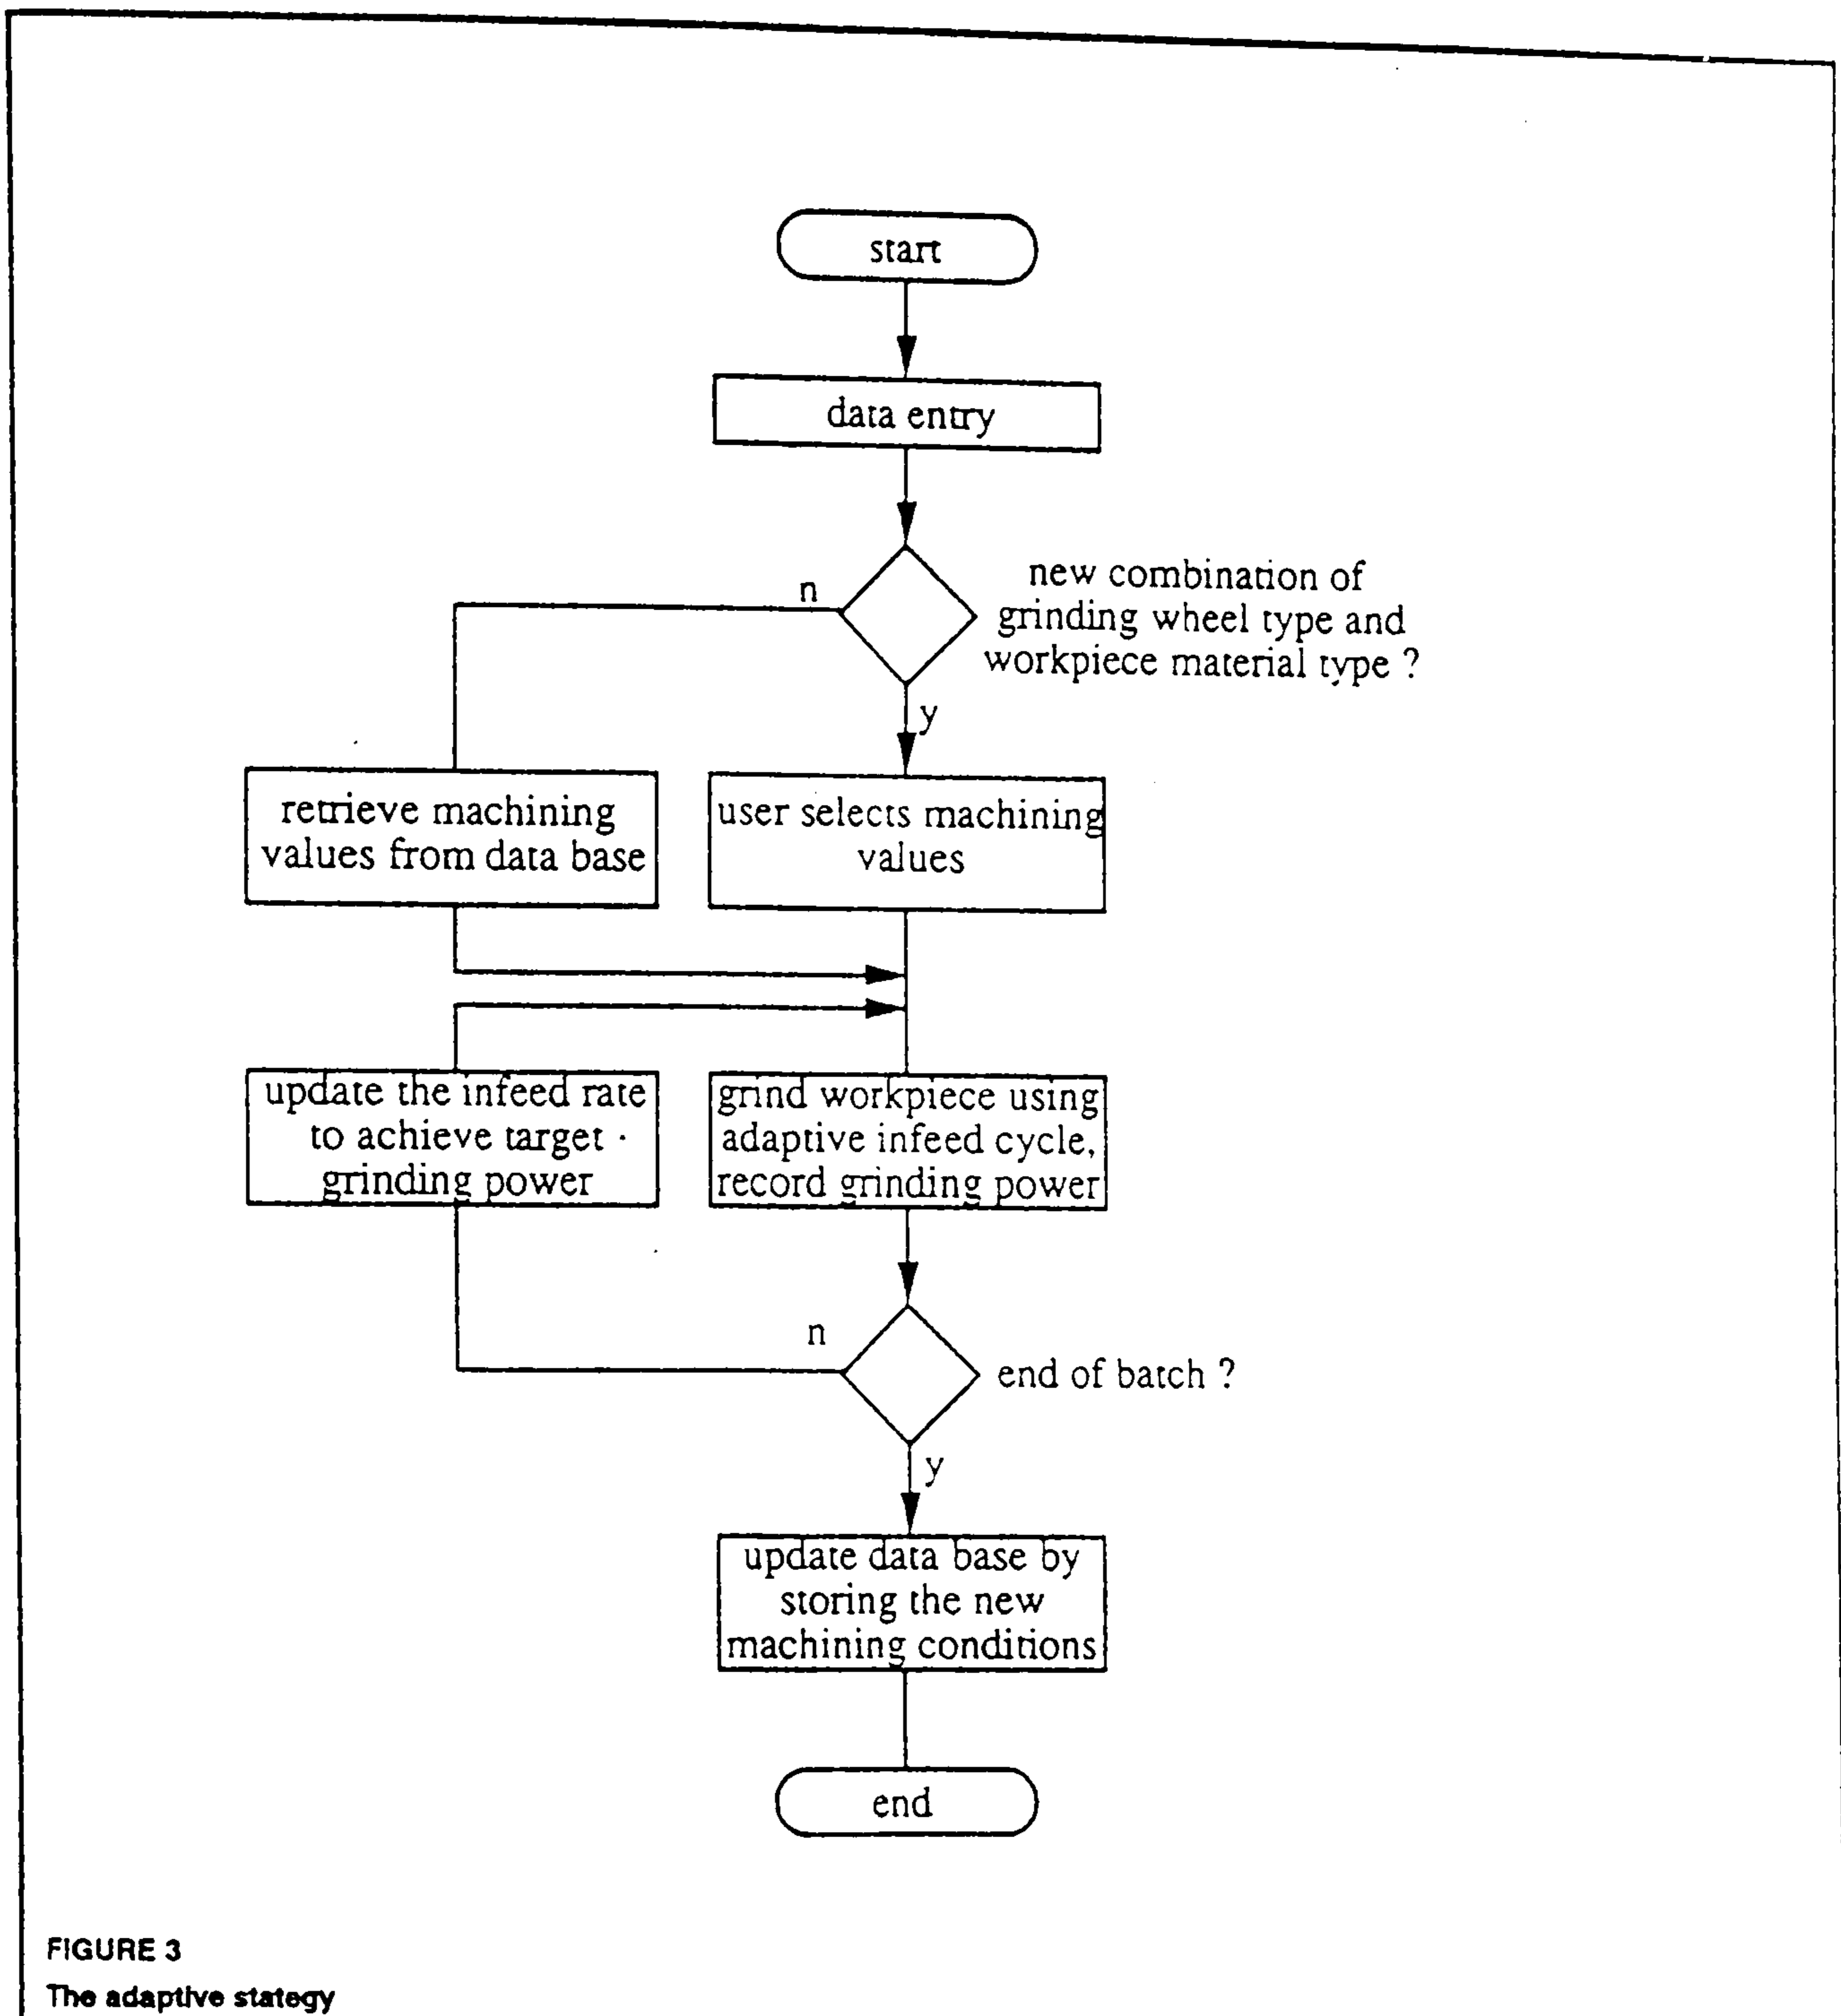 start
data entry
n
new combination of
grinding wheel type and
workpiece material type ?
y
retrieve machining
values from data base
user selects machining
values
update the infeed rate
to achieve target
grinding power
grind workpiece using
adaptive infeed cycle,
record grinding power
n
end of batch ?
y
update data base by
storing the new
machining conditions
end
FIGURE 3
The adaptive stategy